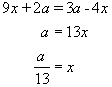 9x + 2a = 3a - 4x
a = 13x
a/13 = x